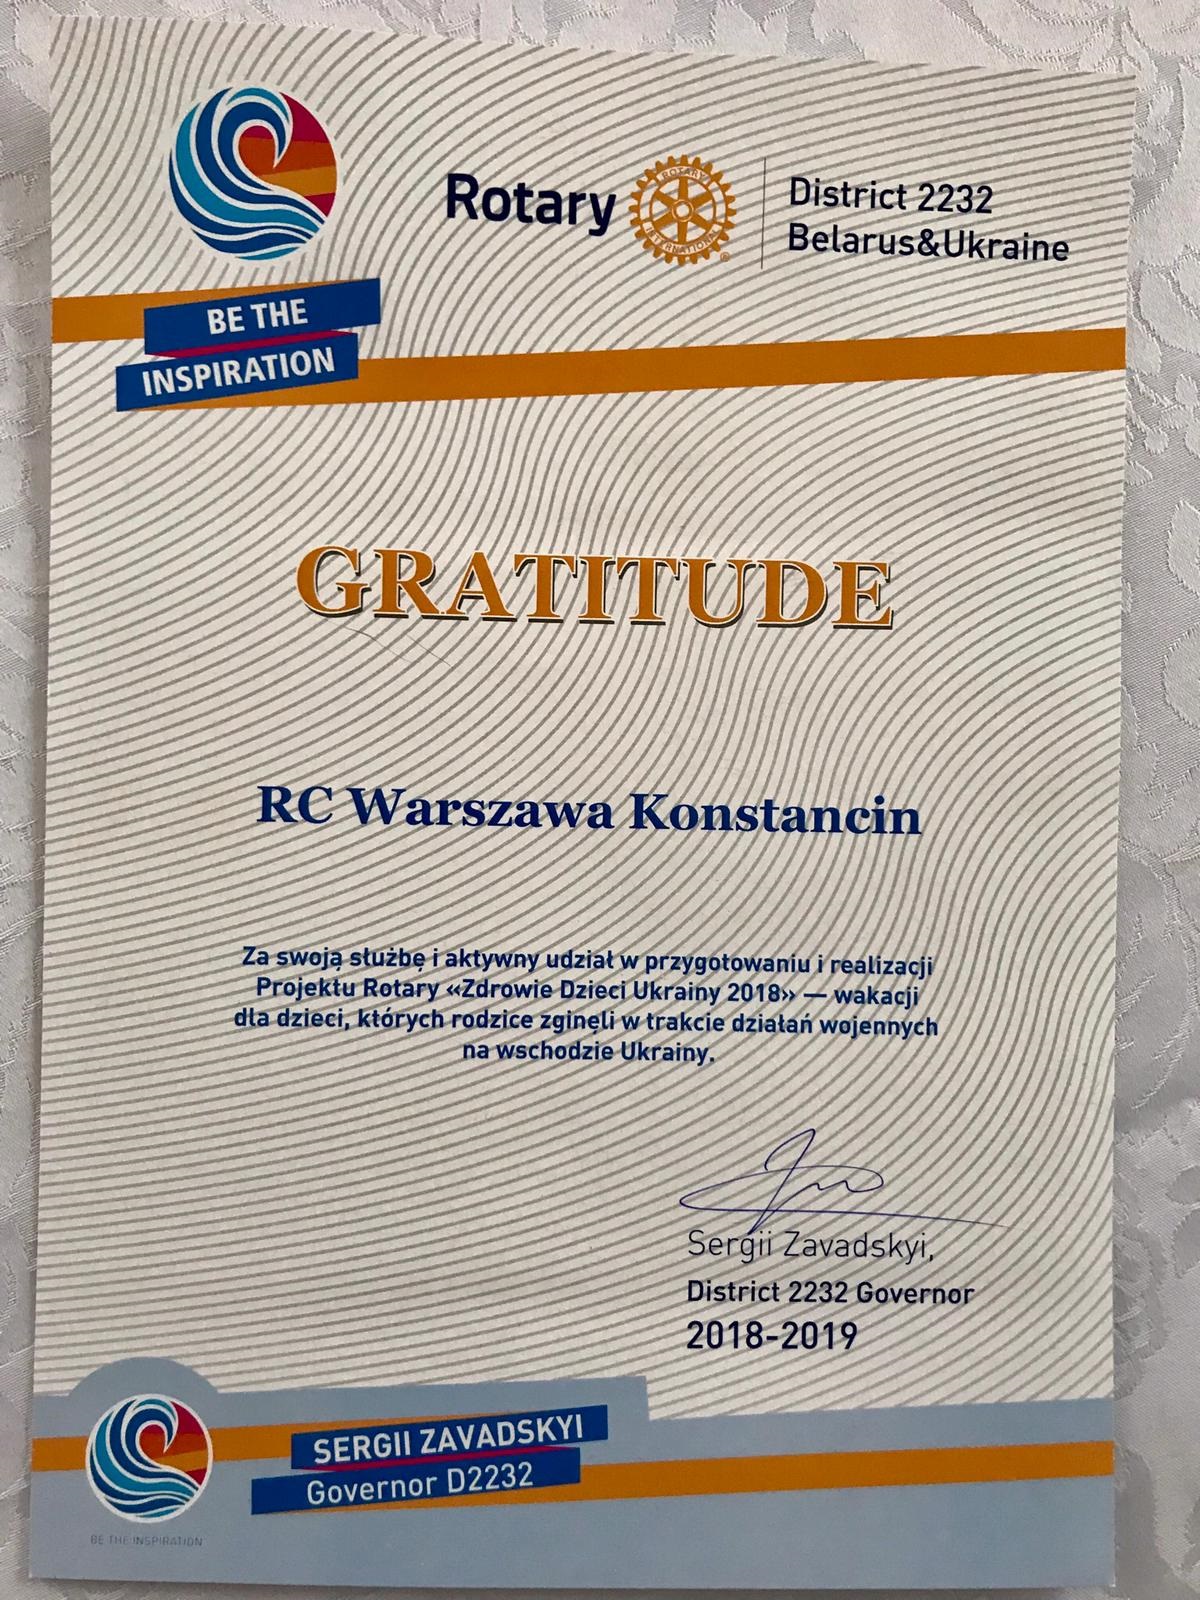 Rotary
ROTARY
INTERNATIONAL
District 2232
Belarus&Ukraine
BE THE
INSPIRATION
GRATITUDE
RC Warszawa Konstancin
Za swoją służbę i aktywny udział w przygotowaniu i realizacji
Projektu Rotary «Zdrowie Dzieci Ukrainy 2018» — wakacji
dla dzieci, których rodzice zginęli w trakcie działań wojennych
na wschodzie Ukrainy.
Sergii Zavadskyi,
District 2232 Governor
2018-2019
SERGII ZAVADSKYI
Governor D2232
BE THE INSPIRATION